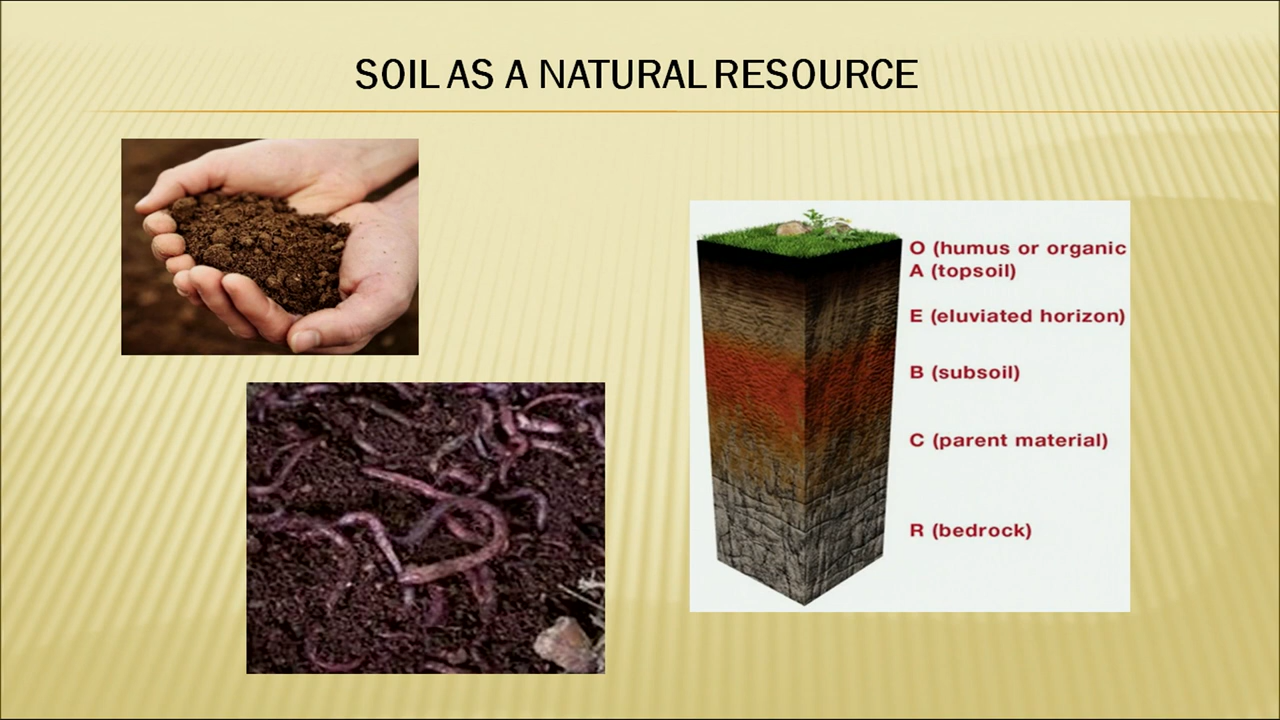 SOIL AS A NATURAL RESOURCE
O (humus or organic
A (topsoil)
E (eluviated horizon)
B (subsoil)
C (parent material)
R (bedrock)